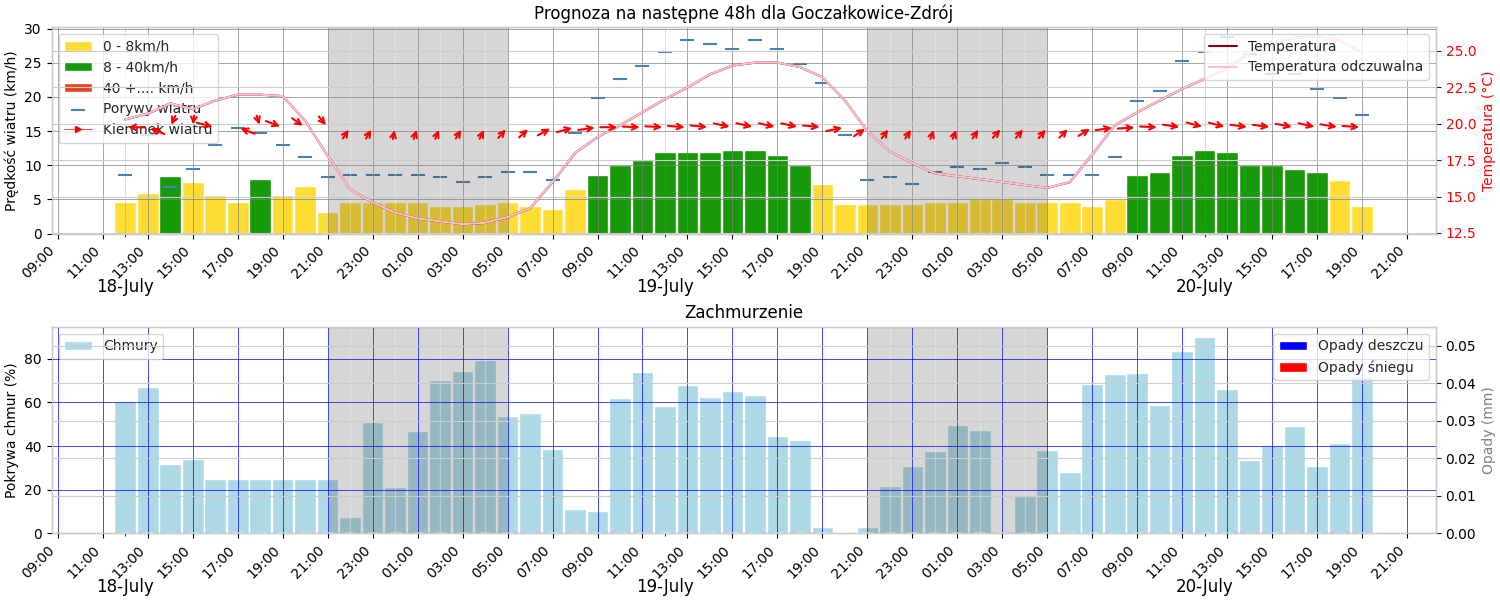 Prognoza na następne 48h dla Goczałkowice-Zdrój
Prędkość wiatru (km/h)
30
25
20
15
10
5
0
0 - 8km/h
8 - 40km/h
40 +.... km/h
Porywy wiatru
Kierunek wiatru
Temperatura
Temperatura odczuwalna
25.0
22.5
20.0
17.5
15.0
12.5
Temperatura (°C)
09:00 11:00 13:00 15:00 17:00 19:00 21:00 23:00 01:00 03:00 05:00 07:00 09:00 11:00 13:00 15:00 17:00 19:00 21:00 23:00 01:00 03:00 05:00 07:00 09:00 11:00 13:00 15:00 17:00 19:00 21:00
18-July 19-July 20-July
Zachmurzenie
Pokrywa chmur (%)
80
60
40
20
0
Chmury
Opady deszczu
Opady śniegu
0.05
0.04
0.03
0.02
0.01
0.00
Opady (mm)
09:00 11:00 13:00 15:00 17:00 19:00 21:00 23:00 01:00 03:00 05:00 07:00 09:00 11:00 13:00 15:00 17:00 19:00 21:00 23:00 01:00 03:00 05:00 07:00 09:00 11:00 13:00 15:00 17:00 19:00 21:00
18-July 19-July 20-July